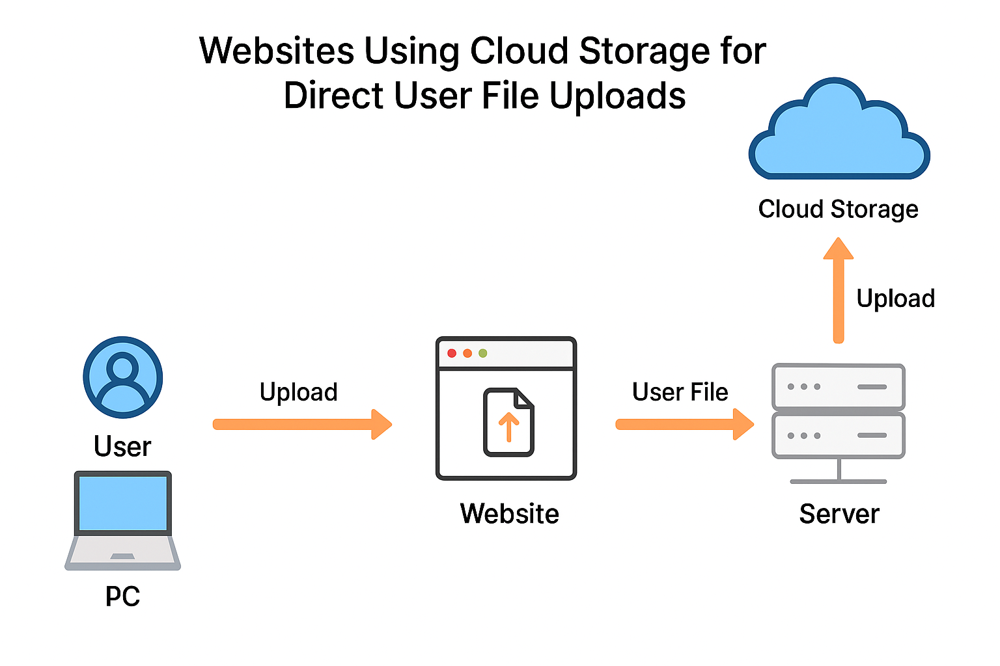 Websites Using Cloud Storage for
Direct User File Uploads
Cloud Storage
Upload
Upload
User File
User
Website
Server
PC